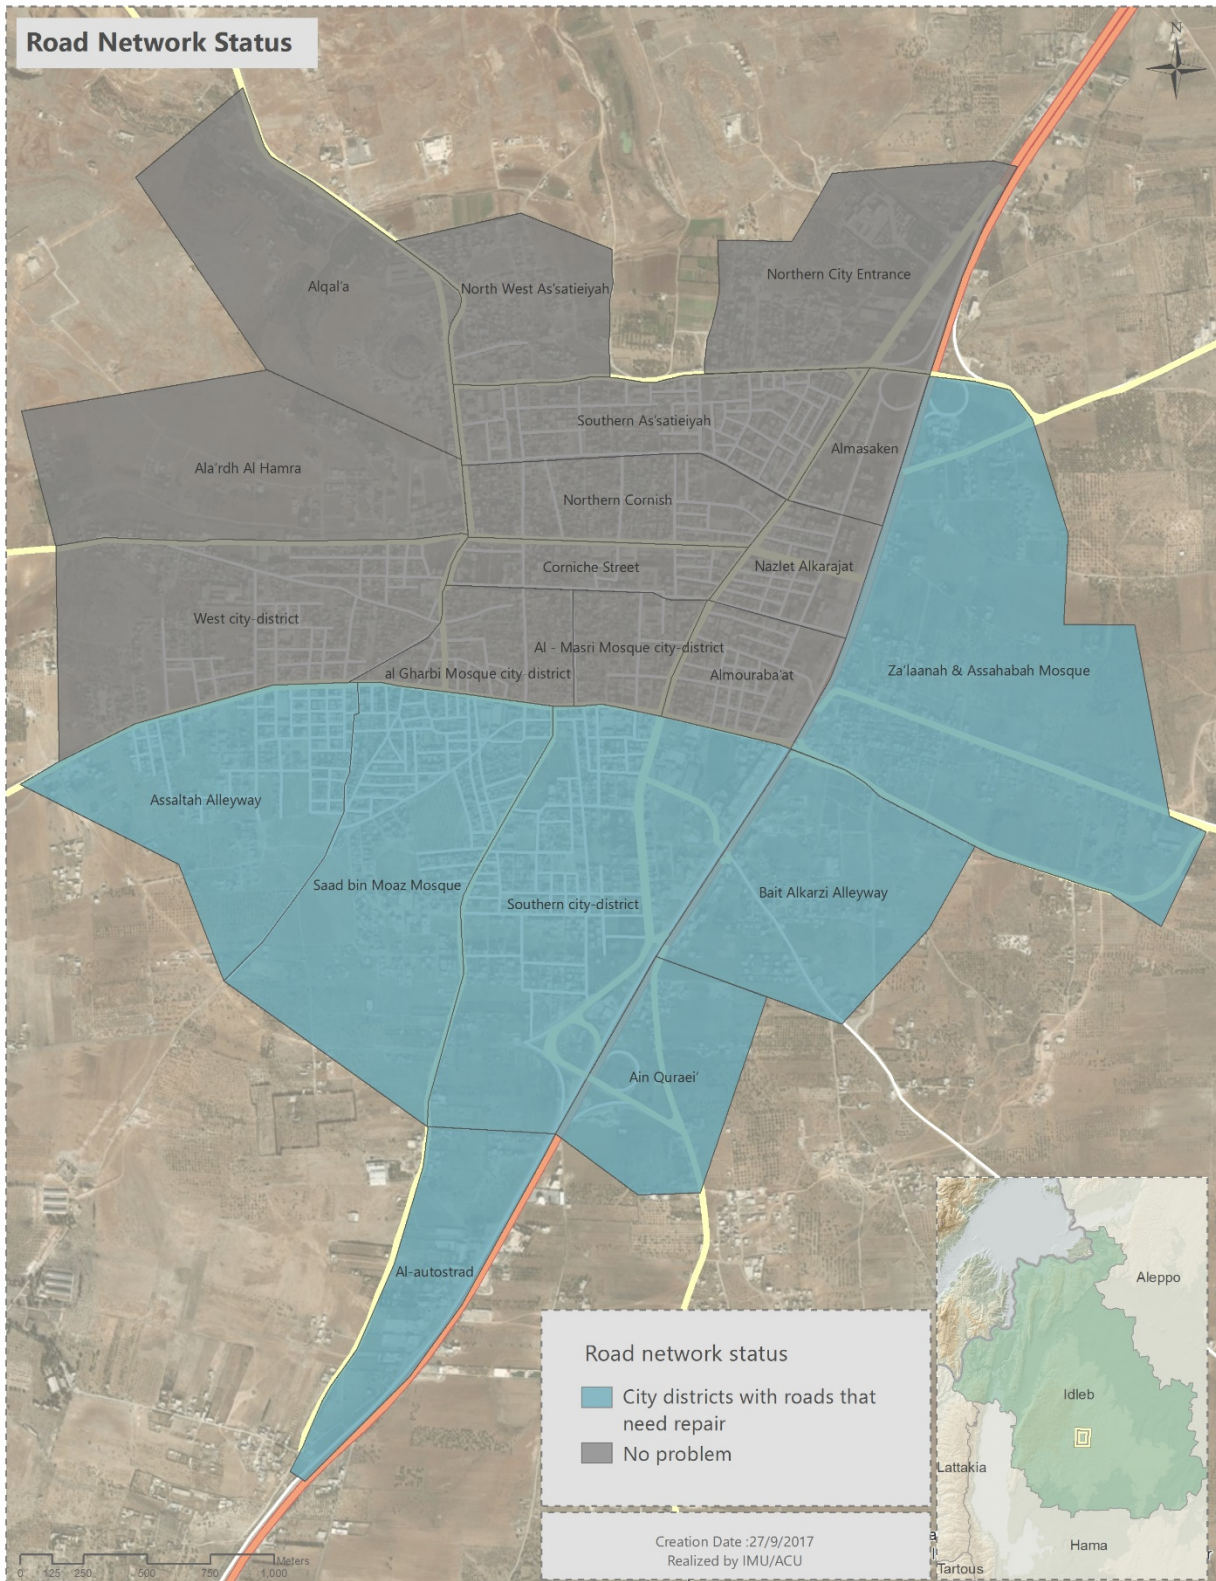 Road Network Status
N
Alqal'a
North West As'satieiyah
Northern City Entrance
Southern As'satieiyah
Almasaken
Ala'rdh Al Hamra
Northern Cornish
Corniche Street
Nazlet Alkarajat
West city-district
Al - Masri Mosque city-district
al Gharbi Mosque city-district
Almouraba'at
Za'laanah & Assahabah Mosque
Assaltah Alleyway
Saad bin Moaz Mosque
Southern city-district
Bait Alkarzi Alleyway
Ain Quraei'
Al-autostrad
Road network status
City districts with roads that
need repair
No problem
Creation Date :27/9/2017
Realized by IMU/ACU
Aleppo
Idleb
Lattakia
Hama
Tartous
Meters
0 125 250 500 750 1,000